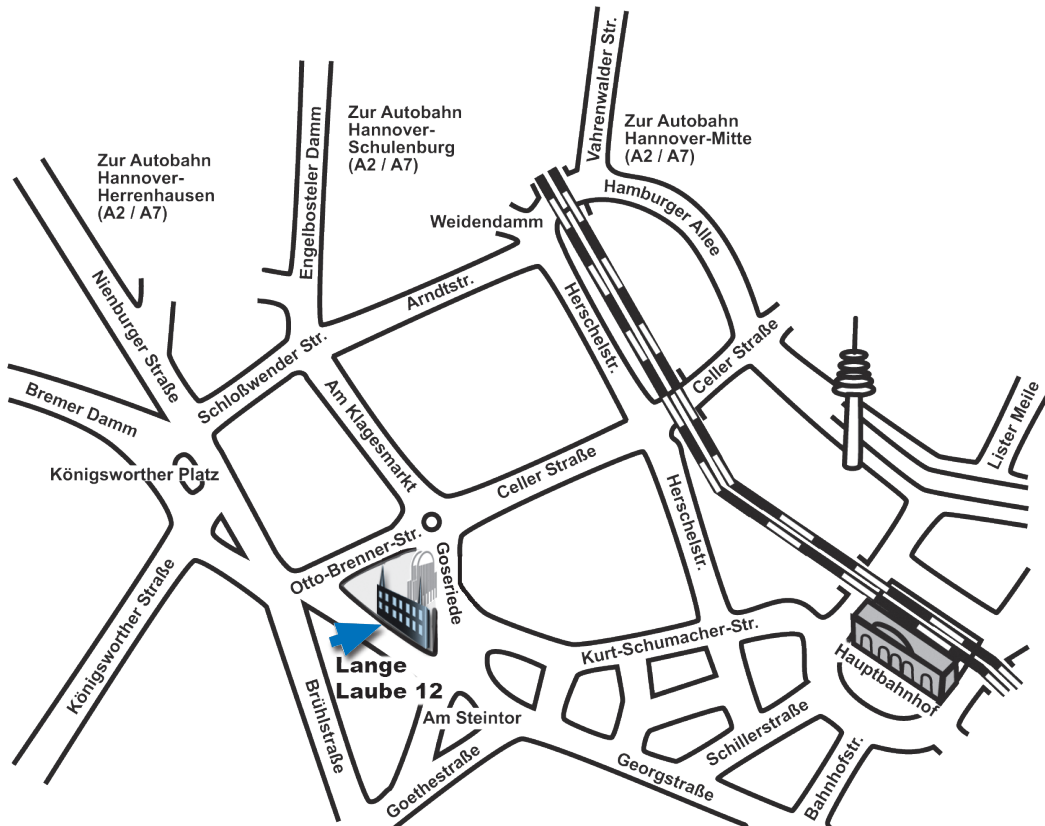 Vahrenwalder Str.
Zur Autobahn
Hannover-
Schulenburg
(A2 / A7)
Zur Autobahn
Hannover-Mitte
(A2 / A7)
Zur Autobahn
Hannover-
Herrenhausen
(A2 / A7)
Engelbosteler Damm
Hamburger Allee
Weidendamm
Nienburger Straße
Arndtstr.
Herschelstr.
Celler Straße
Schloßwender Str.
Bremer Damm
Am Klagesmarkt
Lister Meile
Königsworther Platz
Celler Straße
Herschelstr.
Otto-Brenner-Str.
Goseriede
Königsworther Straße
Kurt-Schumacher-Str.
Hauptbahnhof
Lange
Laube 12
Brühlstraße
Am Steintor
Schillerstraße
Goethestraße
Georgstraße
Bahnhofstr.